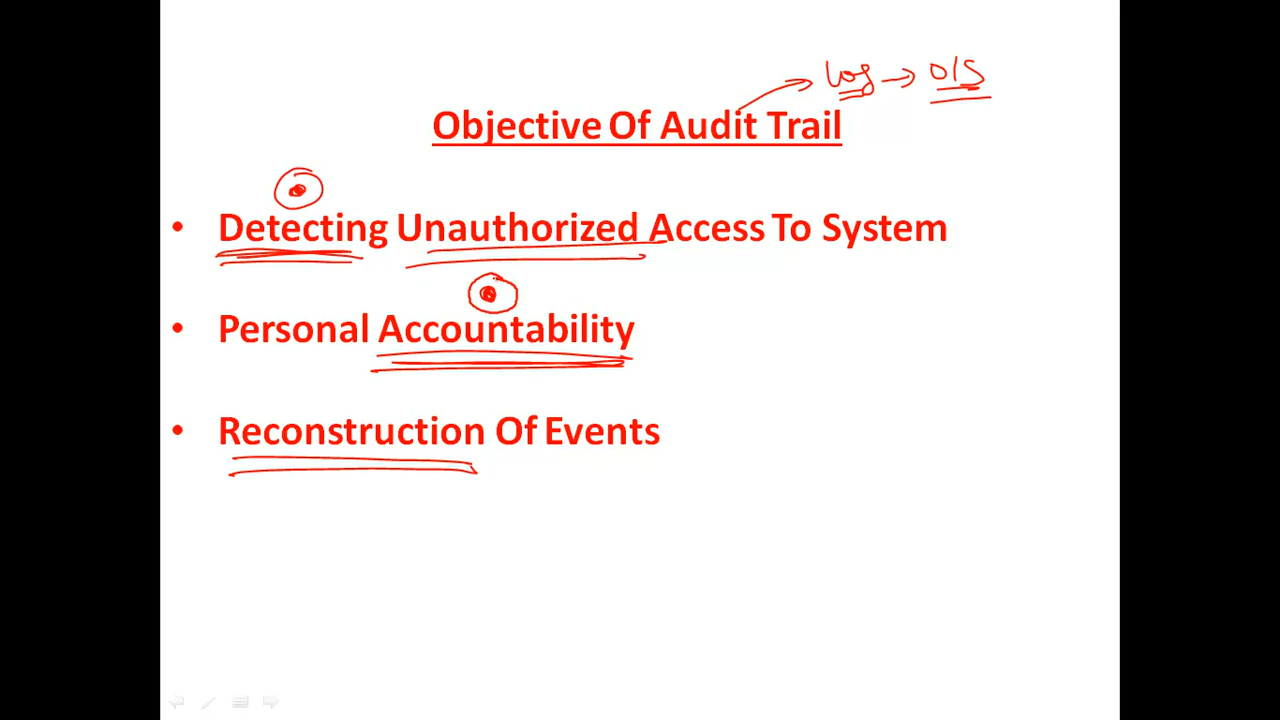 log → O/S
Objective Of Audit Trail
• Detecting Unauthorized Access To System
• Personal Accountability
• Reconstruction Of Events